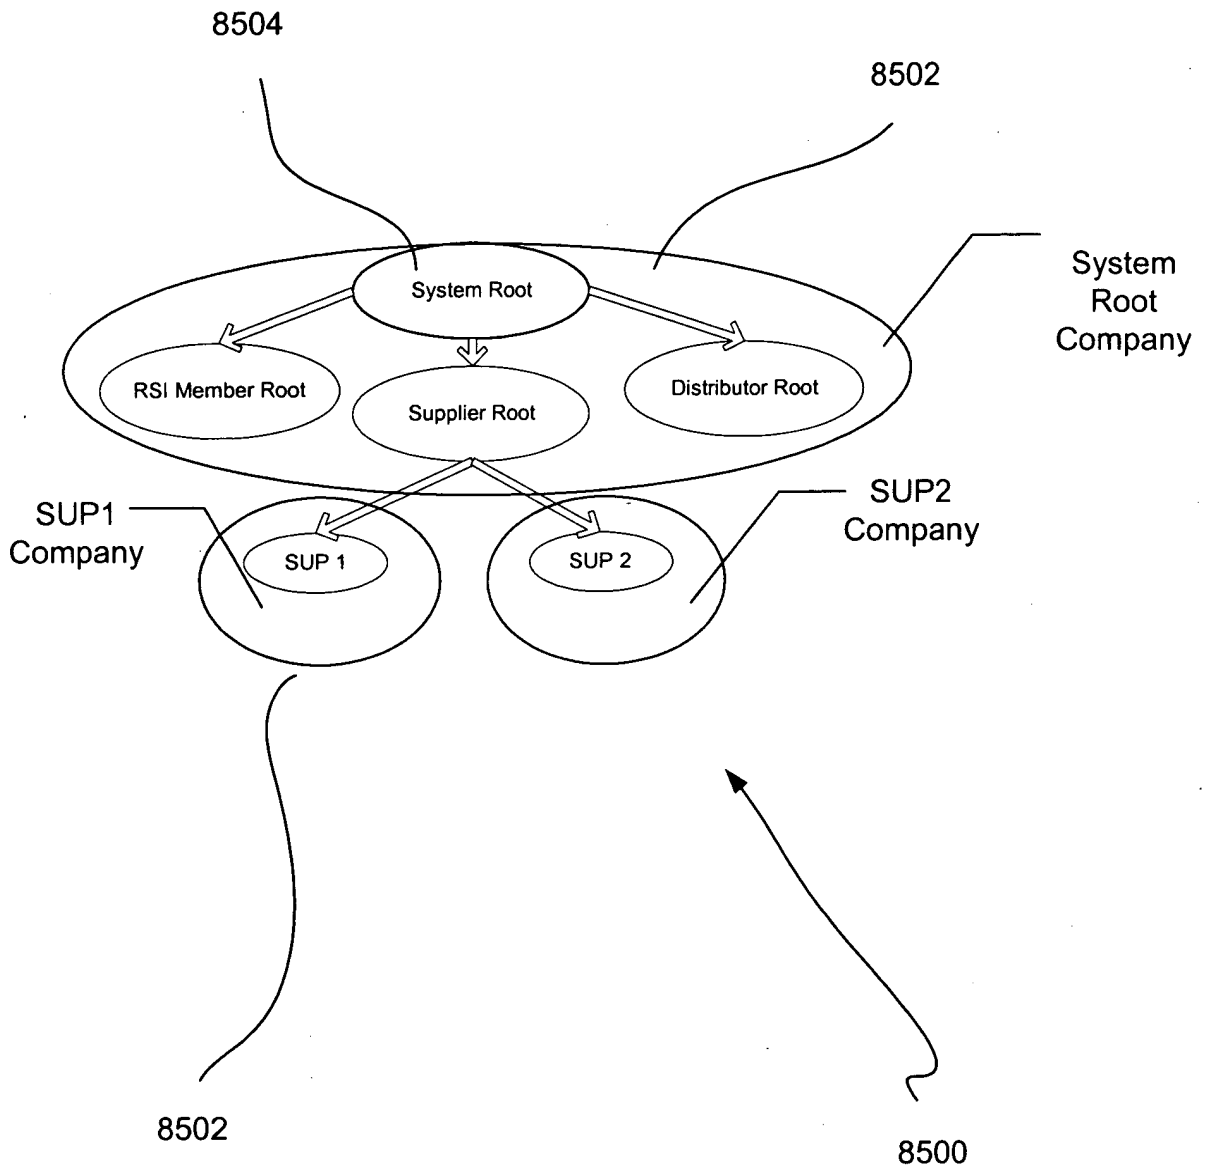 8504
8502
System Root
System
Root
Company
RSI Member Root
Supplier Root
Distributor Root
SUP1
Company
SUP2
Company
SUP 1
SUP 2
8502
8500